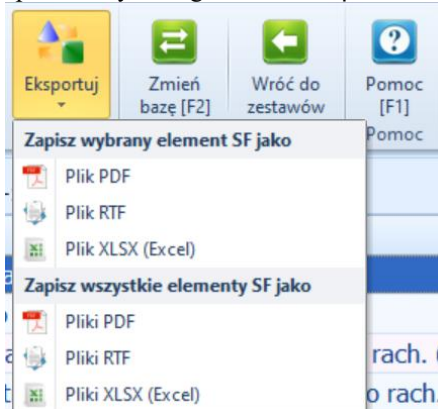 Eksportuj
Zmień
bazę [F2]
Wróć do
zestawów
Pomoc
[F1]
Pomoc
Zapisz wybrany element SF jako
Plik PDF
Plik RTF
Plik XLSX (Excel)
Zapisz wszystkie elementy SF jako
Pliki PDF
Pliki RTF
rach. (
Pliki XLSX (Excel)
o rach.